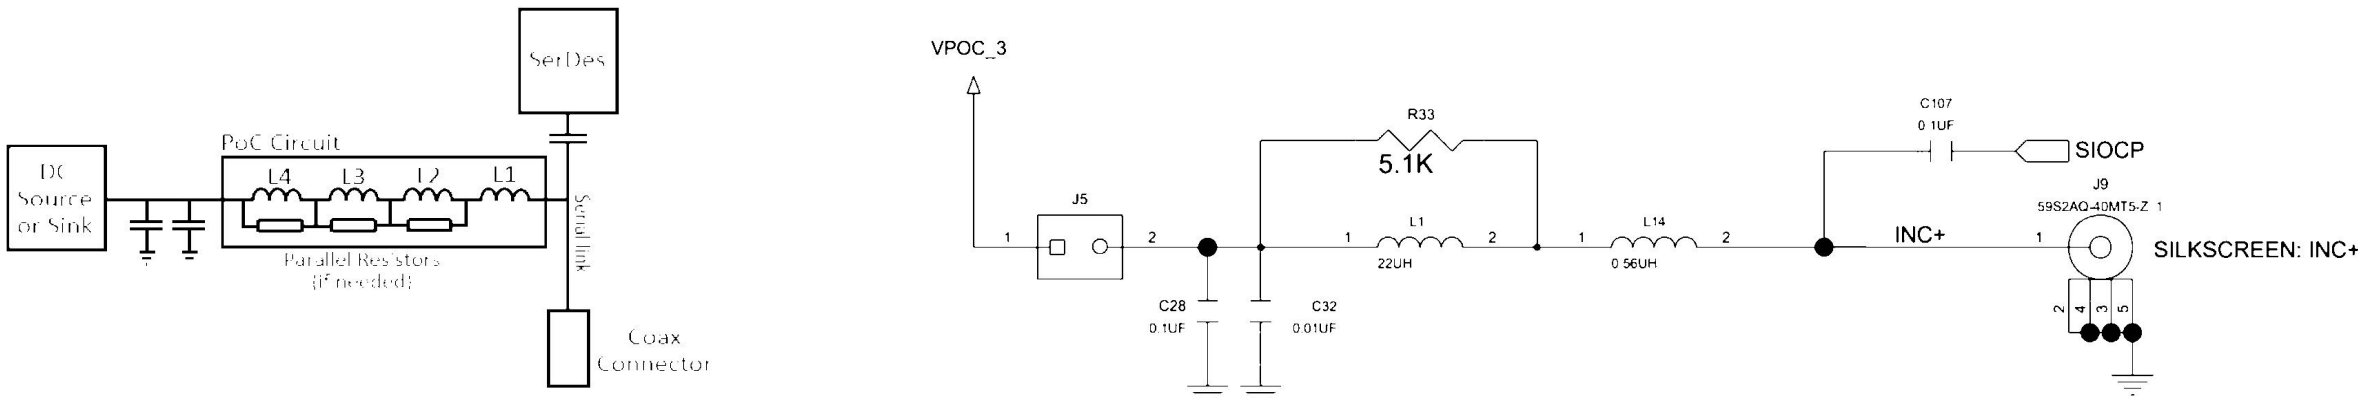 SerDes
PoC Circuit
DC
Source
or Sink
L4
L3
L2
L1
Serial link
Parallel Resistors
(if needed)
Coax
Connector
VPOC_3
J5
1
2
R33
5.1K
1
L1
2
22UH
1
L14
2
0 56UH
C28
0.1UF
C32
0.01UF
C107
0 1UF
SIOCP
INC+
J9
59S2AQ-40MT5-Z 1
1
SILKSCREEN: INC+
2
4
3
5